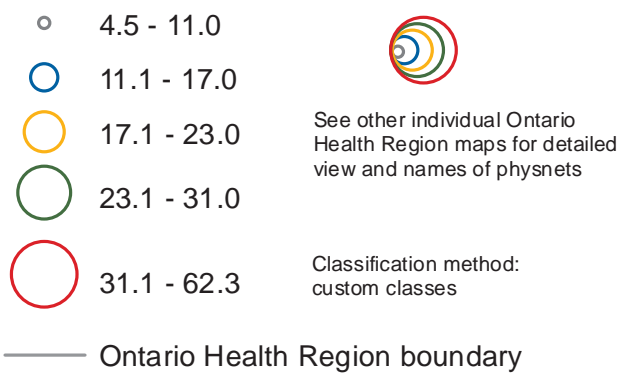 4.5 - 11.0
11.1 - 17.0
17.1 - 23.0
23.1 - 31.0
31.1 - 62.3
See other individual Ontario
Health Region maps for detailed
view and names of physnets
Classification method:
custom classes
Ontario Health Region boundary